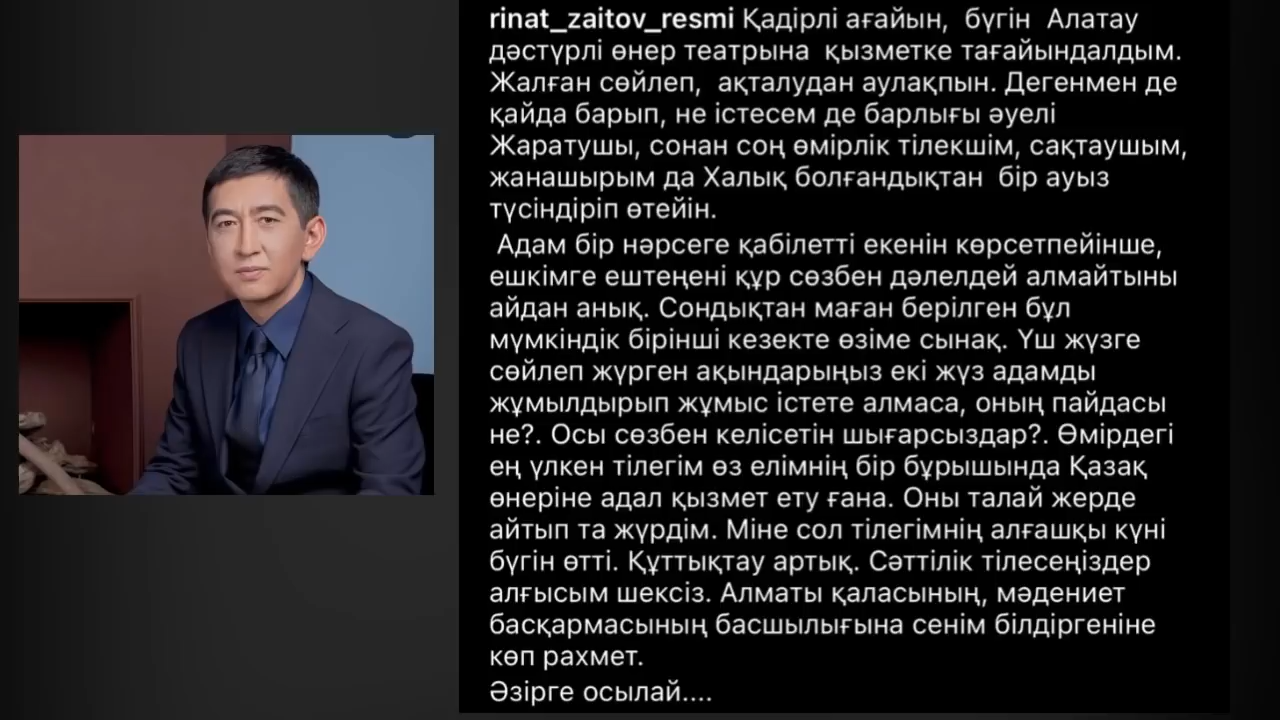 rinat_zaitov_resmi Қадірлі ағайын, бүгін Алатау
дәстүрлі өнер театрына қызметке тағайындалдым.
Жалған сөйлеп, ақталудан аулақпын. Дегенмен де
қайда барып, не істесем де барлығы әуелі
Жаратушы, сонан соң өмірлік тілекшім, сақтаушым,
жанашырым да Халық болғандықтан бір ауыз
түсіндіріп өтейін.
Адам бір нәрсеге қабілетті екенін көрсетпейінше,
ешкімге ештеңені құр сөзбен дәлелдей алмайтыны
айдан анық. Сондықтан маған берілген бұл
мүмкіндік бірінші кезекте өзіме сынақ. Үш жүзге
сөйлеп жүрген ақындарыңыз екі жүз адамды
жұмылдырып жұмыс істете алмаса, оның пайдасы
не?. Осы сөзбен келісетін шығарсыздар?. Өмірдегі
ең үлкен тілегім өз елімнің бір бұрышында Қазақ
өнеріне адал қызмет ету ғана. Оны талай жерде
айтып та жүрдім. Міне сол тілегімнің алғашқы күні
бүгін өтті. Құттықтау артық. Сәттілік тілесеңіздер
алғысым шексіз. Алматы қаласының, мәдениет
басқармасының басшылығына сенім білдіргеніне
көп рахмет.
Әзірге осылай....